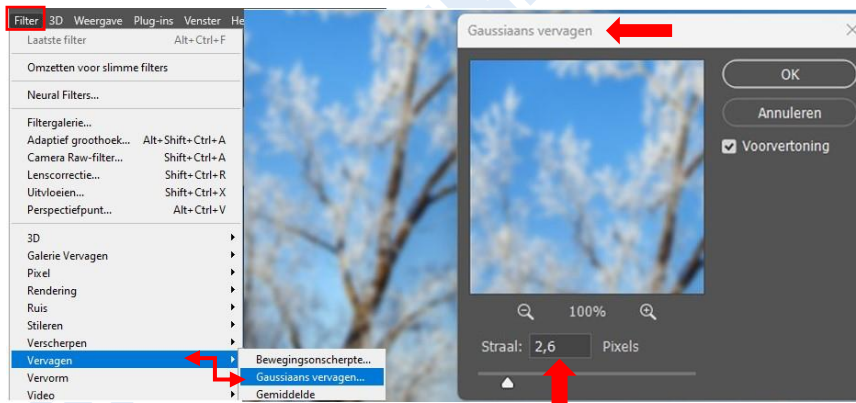 Filter 3D Weergave Plug-ins Venster He
Laatste filter Alt+Ctrl+F
Omzetten voor slimme filters
Neural Filters...
Filtergalerie...
Adaptief groothoek... Alt+Shift+Ctrl+A
Camera Raw-filter... Shift+Ctrl+A
Lenscorrectie... Shift+Ctrl+R
Uitvloeien... Shift+Ctrl+X
Perspectiefpunt... Alt+Ctrl+V
3D
Galerie Vervagen
Pixel
Rendering
Ruis
Stileren
Verscherpen
Vervagen
Vervorm
Video
Bewegingsonscherpte...
Gaussiaans vervagen...
Gemiddelde
Gaussiaans vervagen
OK
Annuleren
Voorvertoning
100%
Straal: 2,6 Pixels